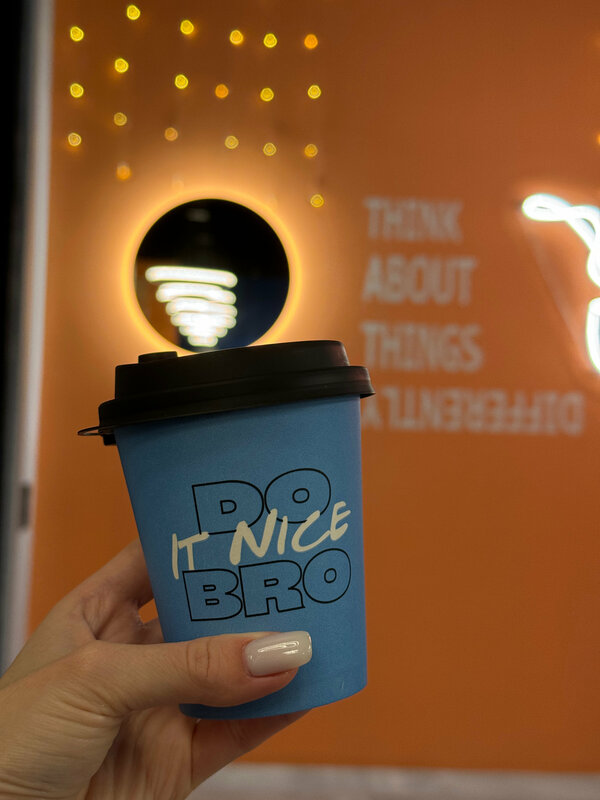 THINK
ABOUT
THINGS
DIFFERENTLY
DO
IT NICE
BRO